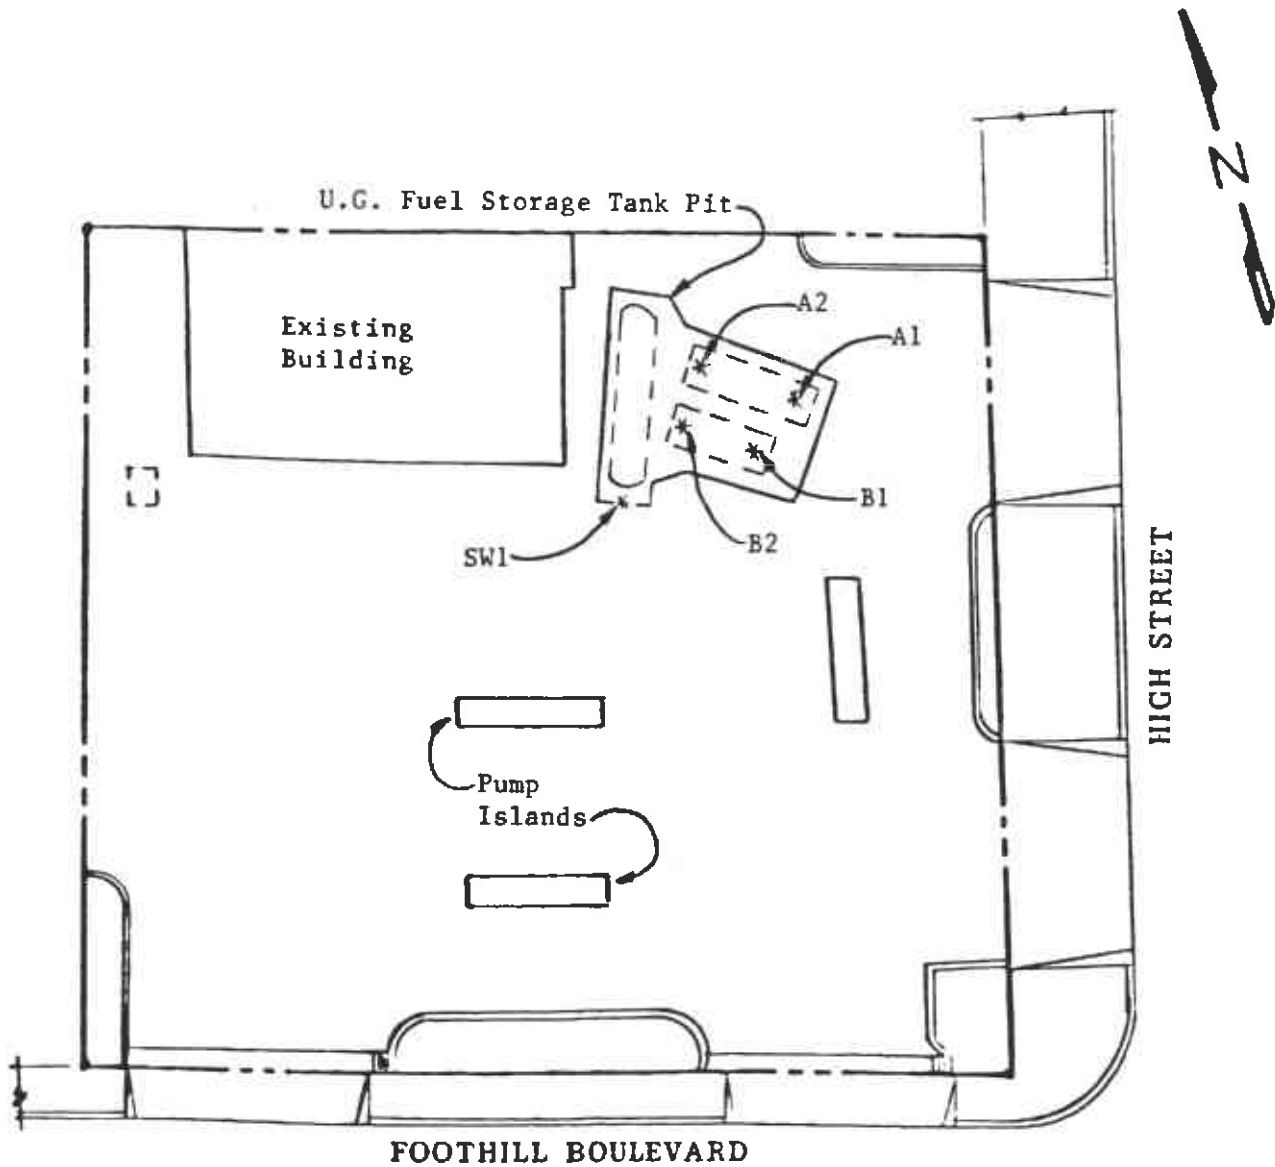 N
U.G. Fuel Storage Tank Pit
A2
A1
Existing
Building
B1
B2
SW1
HIGH STREET
Pump
Islands
FOOTHILL BOULEVARD